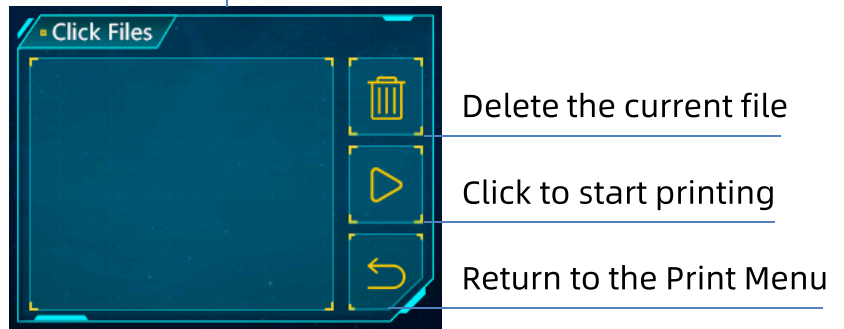 Click Files
Delete the current file
Click to start printing
Return to the Print Menu